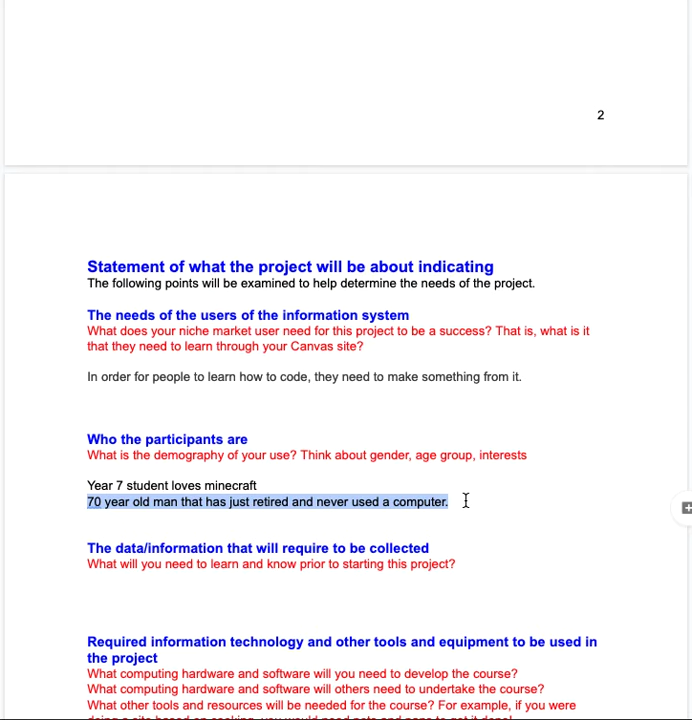 2
Statement of what the project will be about indicating
The following points will be examined to help determine the needs of the project.
The needs of the users of the information system
What does your niche market user need for this project to be a success? That is, what is it
that they need to learn through your Canvas site?
In order for people to learn how to code, they need to make something from it.
Who the participants are
What is the demography of your use? Think about gender, age group, interests
Year 7 student loves minecraft
70 year old man that has just retired and never used a computer.
The data/information that will require to be collected
What will you need to learn and know prior to starting this project?
Required information technology and other tools and equipment to be used in
the project
What computing hardware and software will you need to develop the course?
What computing hardware and software will others need to undertake the course?
What other tools and resources will be needed for the course? For example, if you were